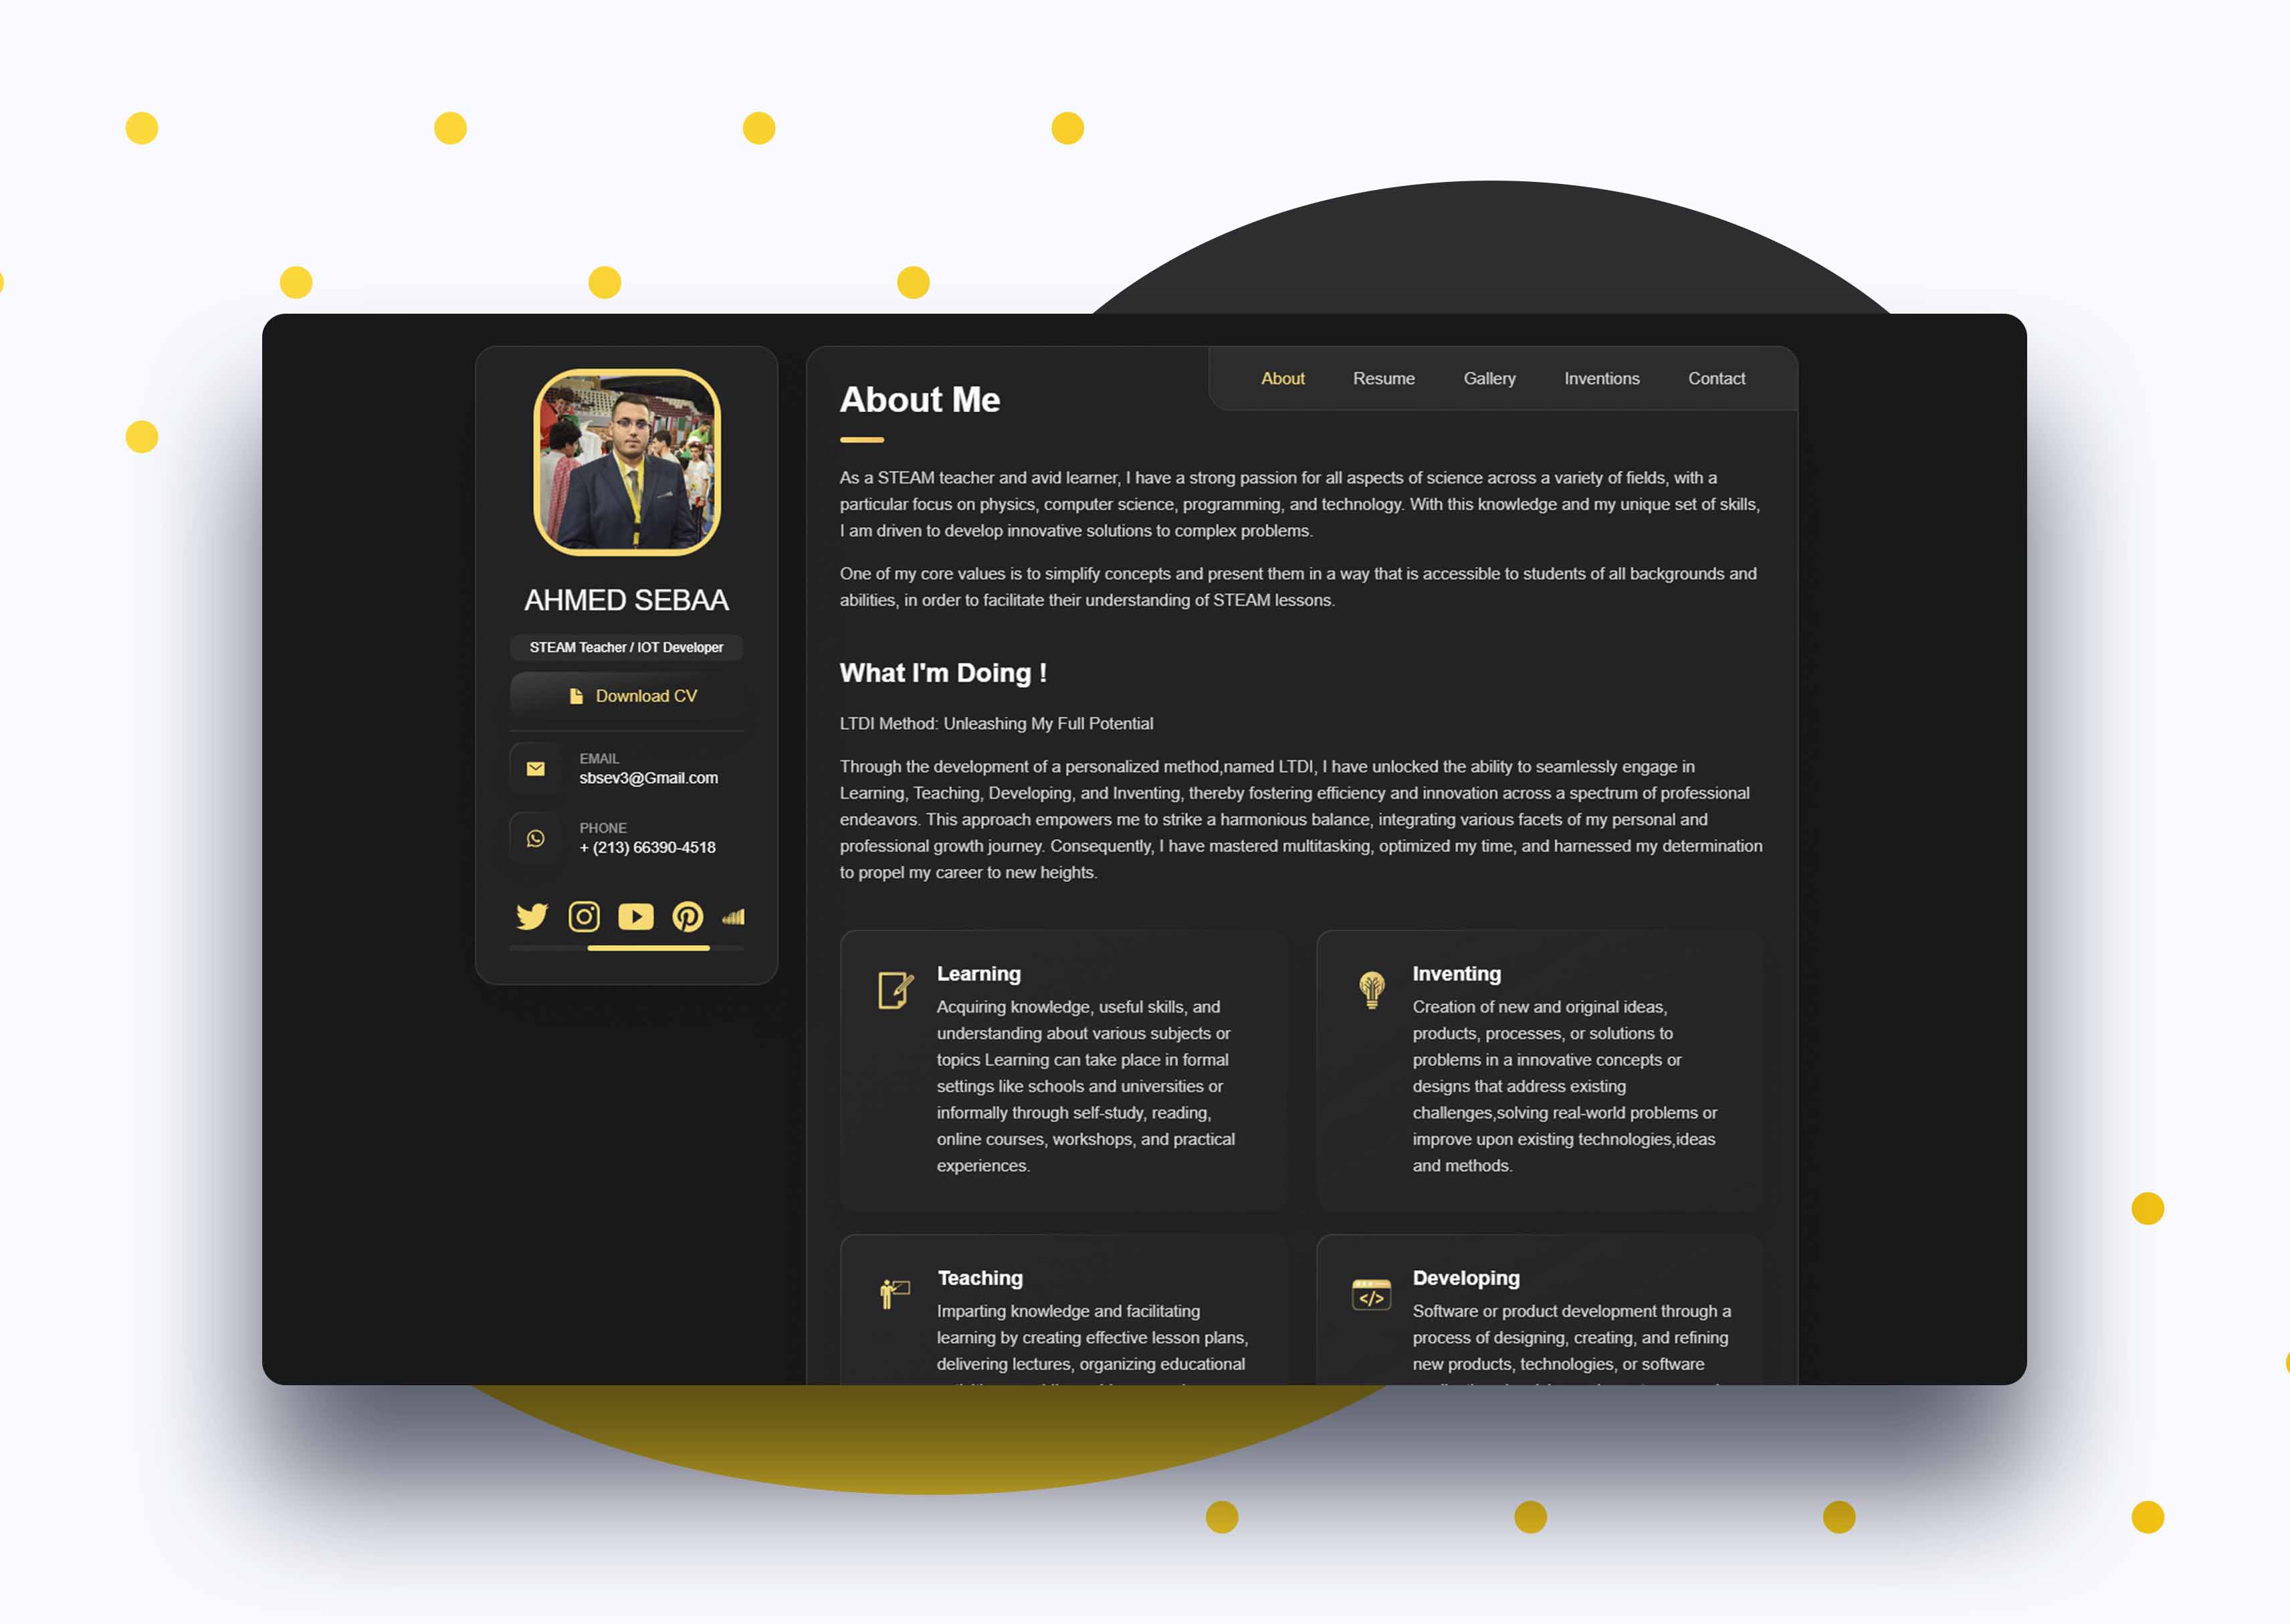 AHMED SEBAA
STEAM Teacher / IOT Developer
Download CV
EMAIL
sbsev3@Gmail.com
PHONE
+ (213) 66390-4518
About Resume Gallery Inventions Contact
About Me
As a STEAM teacher and avid learner, I have a strong passion for all aspects of science across a variety of fields, with a
particular focus on physics, computer science, programming, and technology. With this knowledge and my unique set of skills,
I am driven to develop innovative solutions to complex problems.
One of my core values is to simplify concepts and present them in a way that is accessible to students of all backgrounds and
abilities, in order to facilitate their understanding of STEAM lessons.
What I'm Doing !
LTDI Method: Unleashing My Full Potential
Through the development of a personalized method,named LTDI, I have unlocked the ability to seamlessly engage in
Learning, Teaching, Developing, and Inventing, thereby fostering efficiency and innovation across a spectrum of professional
endeavors. This approach empowers me to strike a harmonious balance, integrating various facets of my personal and
professional growth journey. Consequently, I have mastered multitasking, optimized my time, and harnessed my determination
to propel my career to new heights.
Learning
Acquiring knowledge, useful skills, and
understanding about various subjects or
topics Learning can take place in formal
settings like schools and universities or
informally through self-study, reading,
online courses, workshops, and practical
experiences.
Inventing
Creation of new and original ideas,
products, processes, or solutions to
problems in a innovative concepts or
designs that address existing
challenges,solving real-world problems or
improve upon existing technologies,ideas
and methods.
Teaching
Imparting knowledge and facilitating
learning by creating effective lesson plans,
delivering lectures, organizing educational
Developing
</>
Software or product development through a
process of designing, creating, and refining
new products, technologies, or software